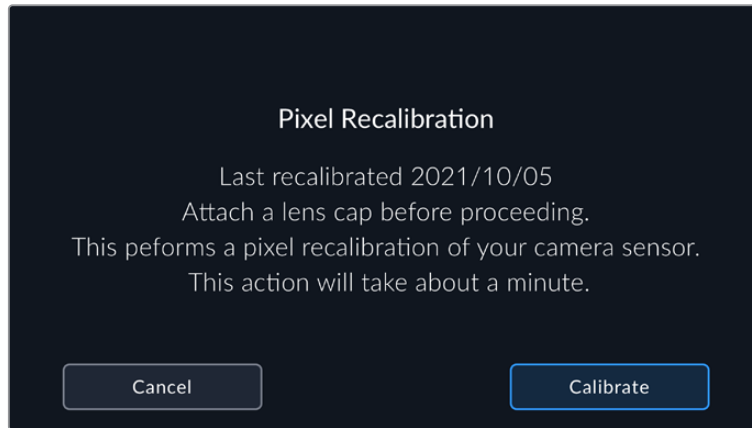 Pixel Recalibration
Last recalibrated 2021/10/05
Attach a lens cap before proceeding.
This peforms a pixel recalibration of your camera sensor.
This action will take about a minute.
Cancel
Calibrate